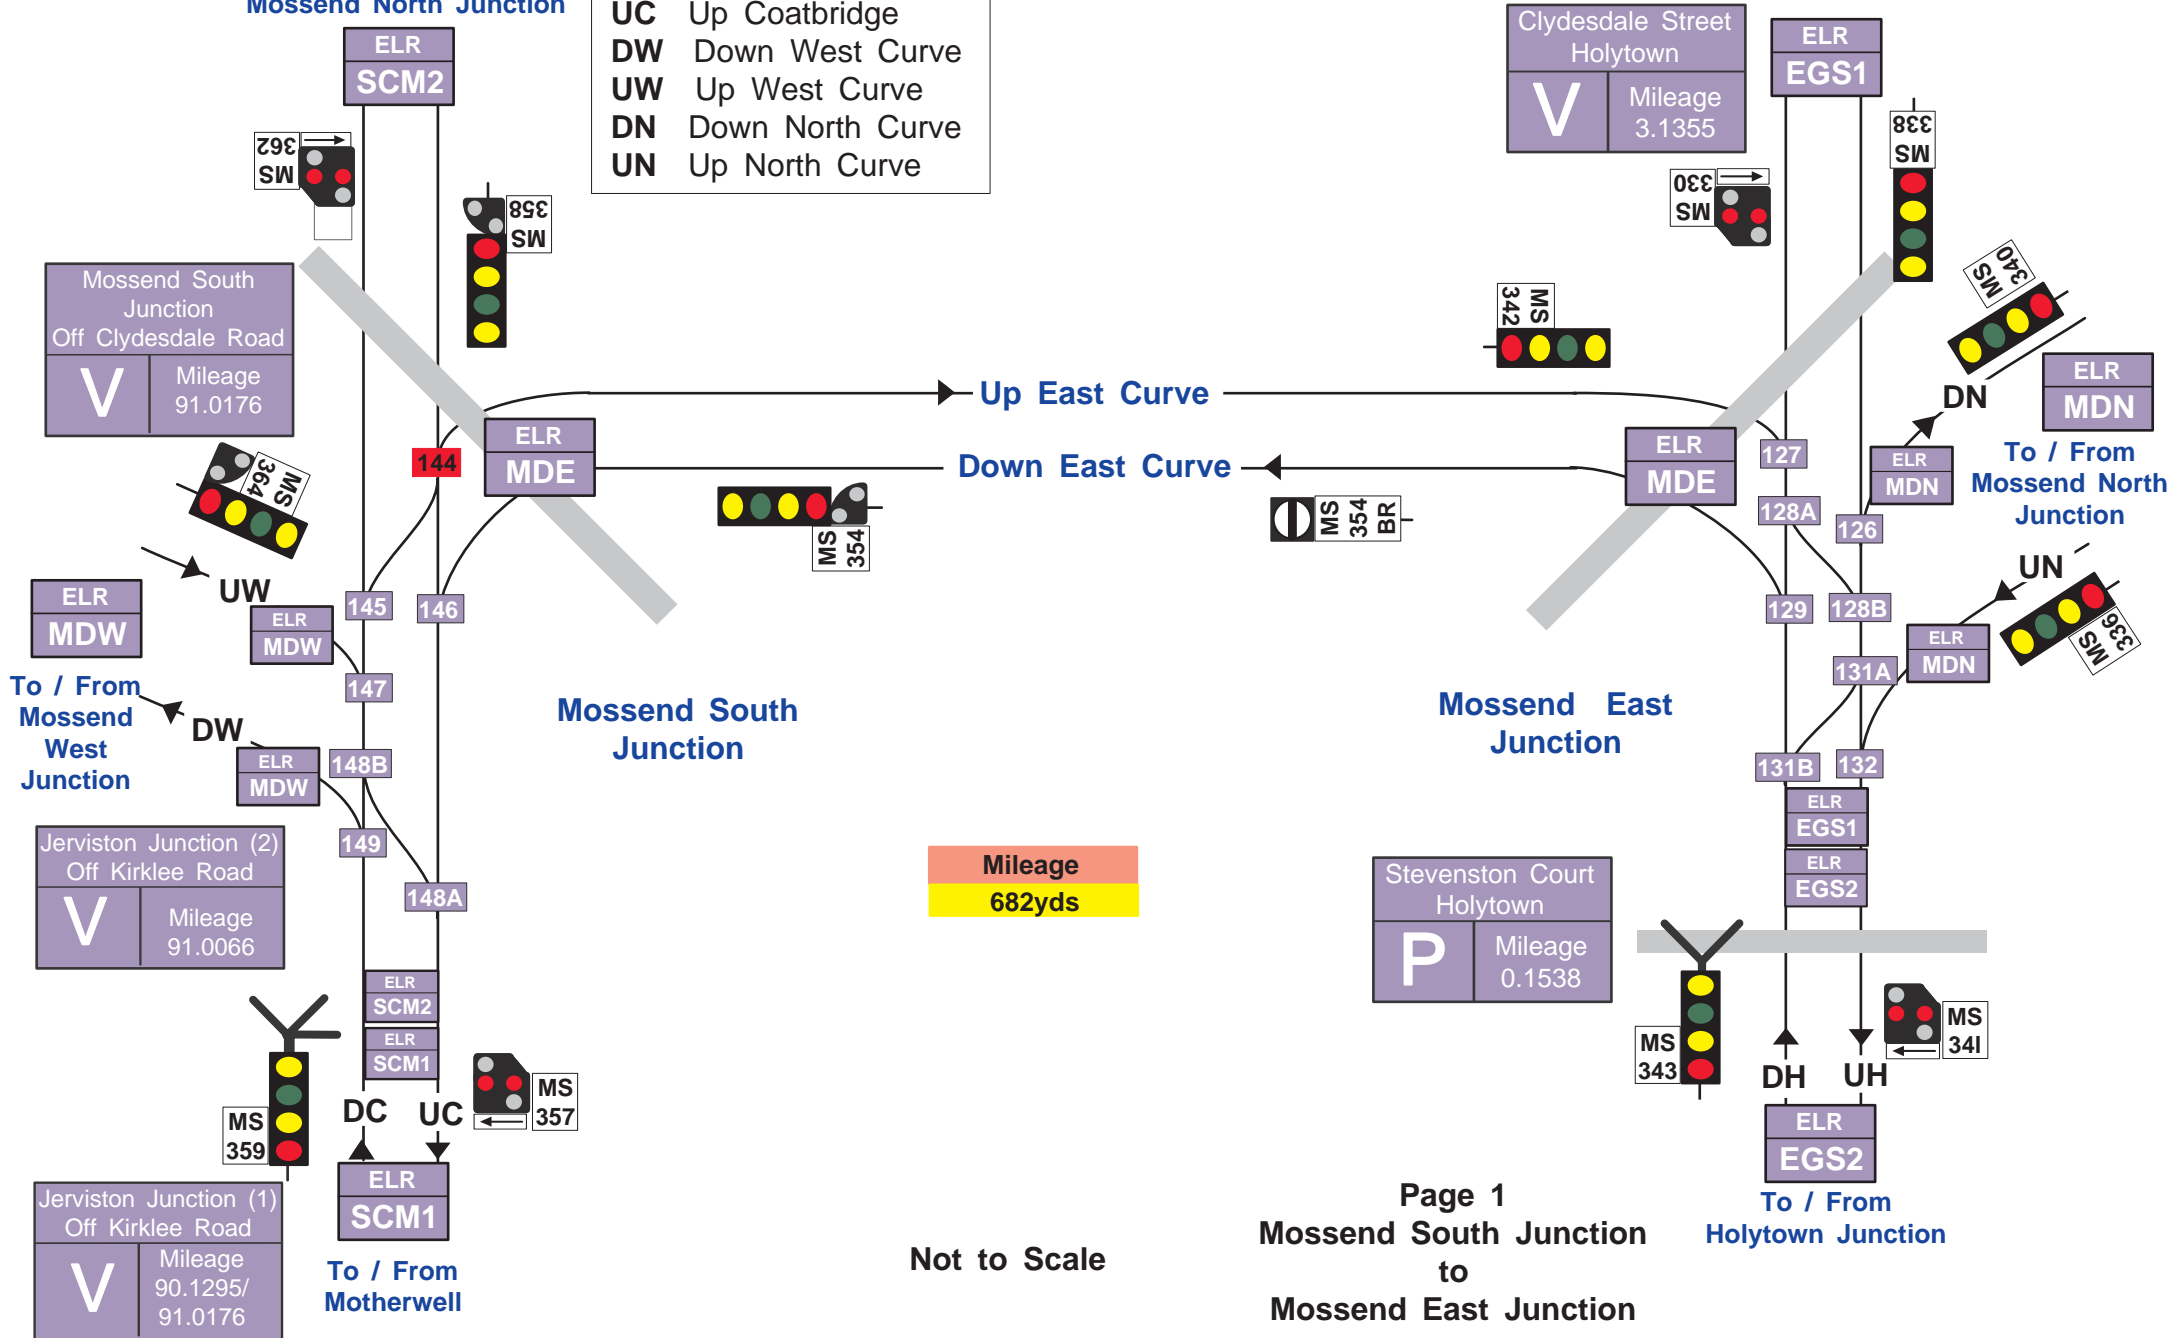 Mossend North Junction
UC Up Coatbridge
DW Down West Curve
UW Up West Curve
DN Down North Curve
UN Up North Curve
ELR
SCM2
MS
362
MS
358
Clydesdale Street
Holytown
V
Mileage
3.1355
ELR
EGS1
MS
338
MS
330
MS
340
MS
342
Mossend South
Junction
Off Clydesdale Road
V
Mileage
91.0176
Up East Curve
Down East Curve
ELR
MDE
ELR
MDE
144
MS
364
MS
354
MS
354
BR
127
128A
126
129
128B
131A
131B
132
DN
ELR
MDN
ELR
MDN
To / From
Mossend North
Junction
UN
ELR
MDN
MS
336
UW
ELR
MDW
ELR
MDW
To / From
Mossend
West
Junction
DW
ELR
MDW
145
146
147
148B
149
148A
Mossend South
Junction
Mossend East
Junction
Jerviston Junction (2)
Off Kirklee Road
V
Mileage
91.0066
Mileage
682yds
Stevenston Court
Holytown
P
Mileage
0.1538
ELR
EGS1
ELR
EGS2
ELR
SCM2
ELR
SCM1
MS
359
DC
UC
MS
357
MS
343
DH
UH
MS
34I
ELR
SCM1
To / From
Motherwell
ELR
EGS2
To / From
Holytown Junction
Jerviston Junction (1)
Off Kirklee Road
V
Mileage
90.1295/
91.0176
Not to Scale
Page 1
Mossend South Junction
to
Mossend East Junction